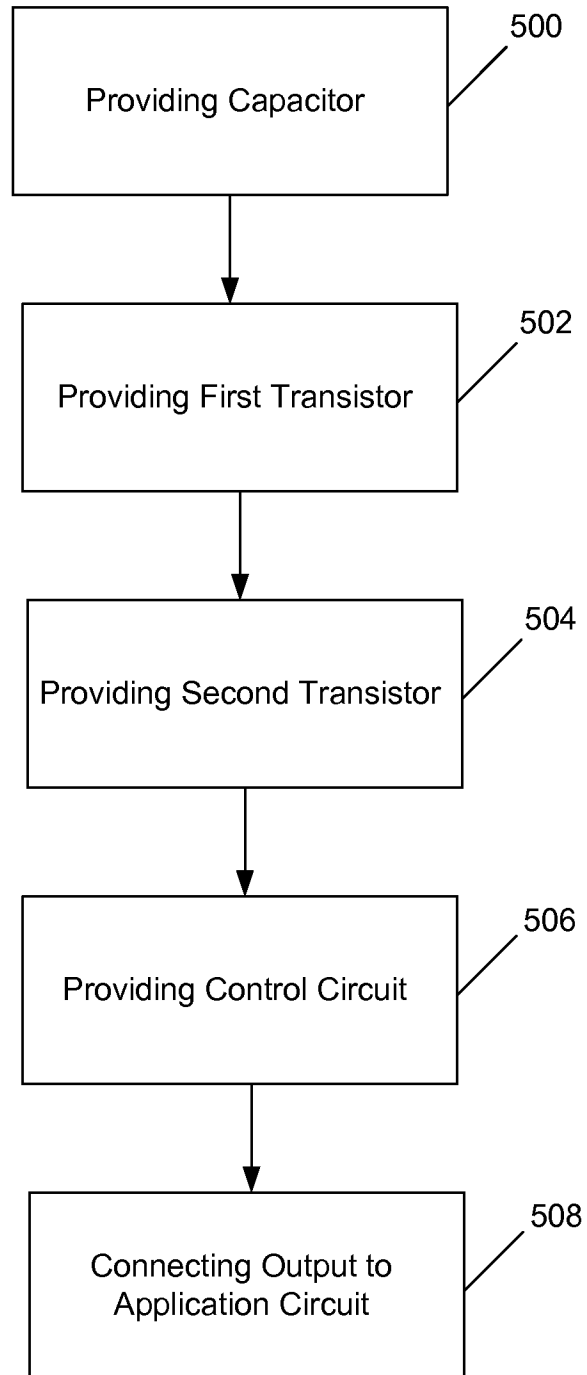 500
Providing Capacitor
502
Providing First Transistor
504
Providing Second Transistor
506
Providing Control Circuit
508
Connecting Output to
Application Circuit